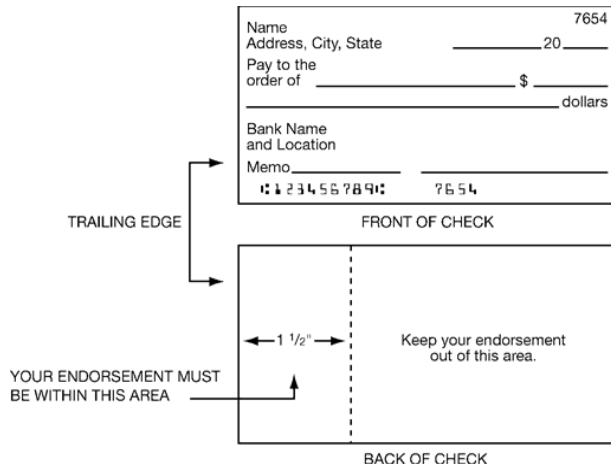 7654
Name
Address, City, State 20
Pay to the
order of $
dollars
Bank Name
and Location
Memo
⑆123456789⑆ 7654
TRAILING EDGE
FRONT OF CHECK
1 1/2"
Keep your endorsement
out of this area.
YOUR ENDORSEMENT MUST
BE WITHIN THIS AREA
BACK OF CHECK